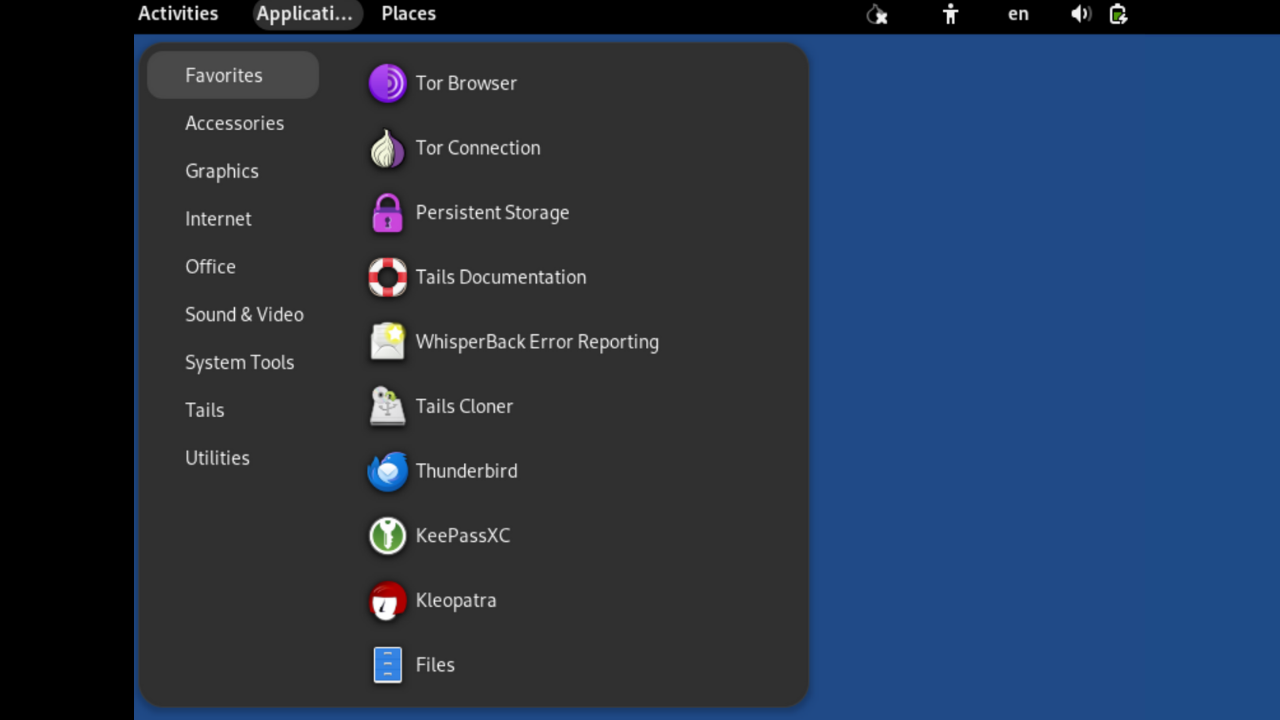 Activities Applicati... Places en
Favorites
Accessories
Graphics
Internet
Office
Sound & Video
System Tools
Tails
Utilities
Tor Browser
Tor Connection
Persistent Storage
Tails Documentation
WhisperBack Error Reporting
Tails Cloner
Thunderbird
KeePassXC
Kleopatra
Files